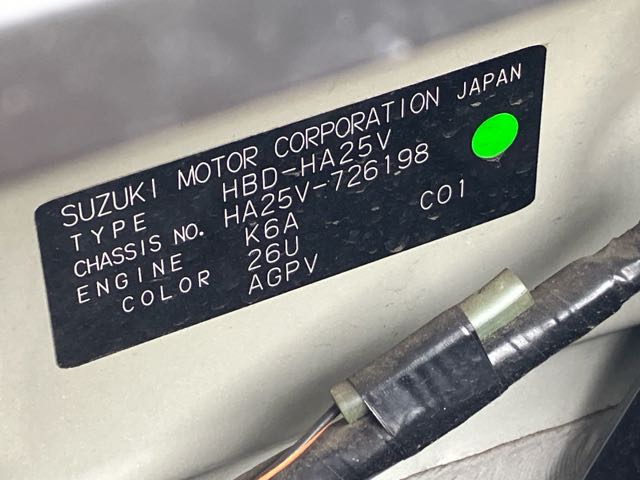 SUZUKI MOTOR CORPORATION JAPAN
TYPE HBD-HA25V
CHASSIS NO. HA25V-726198
ENGINE K6A C01
COLOR 26U
AGPV